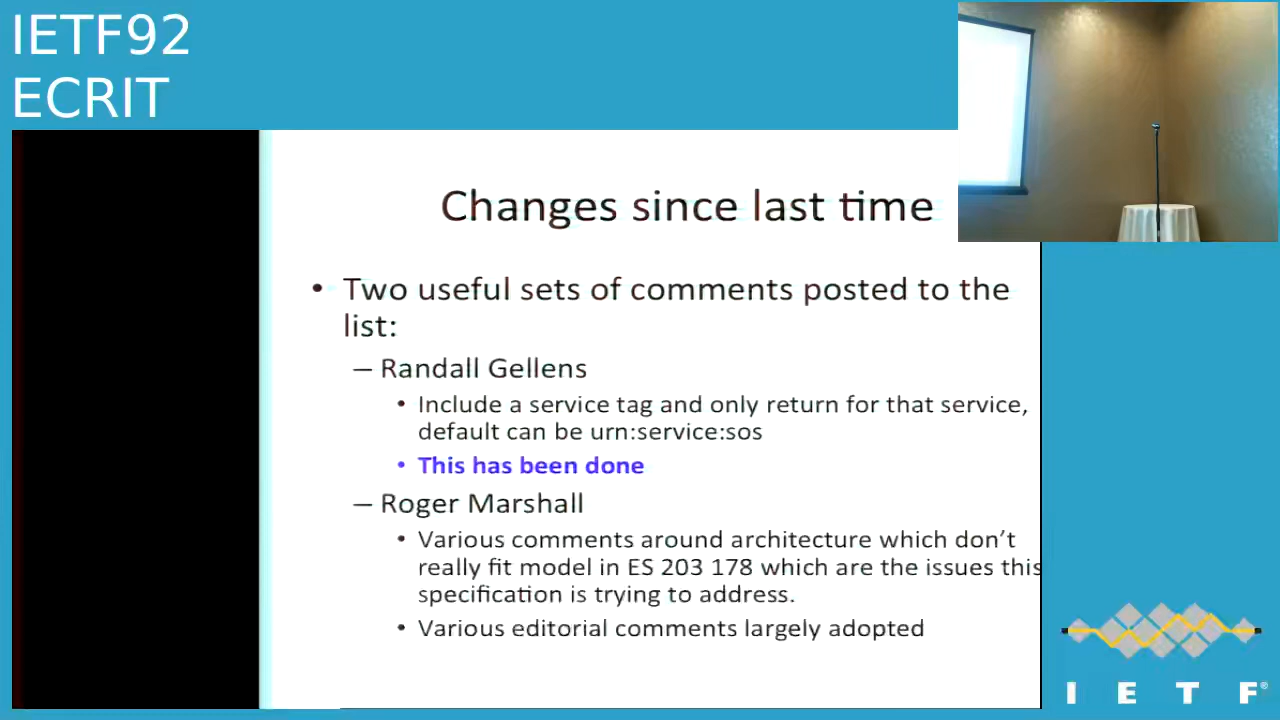 IETF92
ECRIT
Changes since last time
• Two useful sets of comments posted to the
list:
– Randall Gellens
• Include a service tag and only return for that service,
default can be urn:service:sos
• This has been done
– Roger Marshall
• Various comments around architecture which don’t
really fit model in ES 203 178 which are the issues this
specification is trying to address.
• Various editorial comments largely adopted
I E T F®